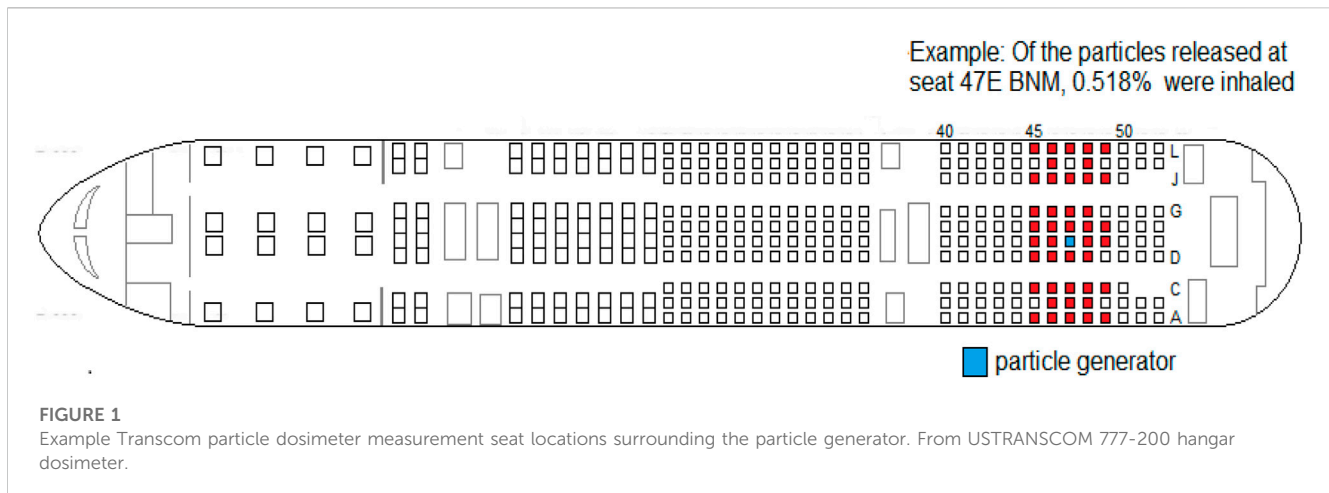 Example: Of the particles released at
seat 47E BNM, 0.518% were inhaled
40 45 50
L
J
G
D
C
A
particle generator
FIGURE 1
Example Transcom particle dosimeter measurement seat locations surrounding the particle generator. From USTRANSCOM 777-200 hangar
dosimeter.